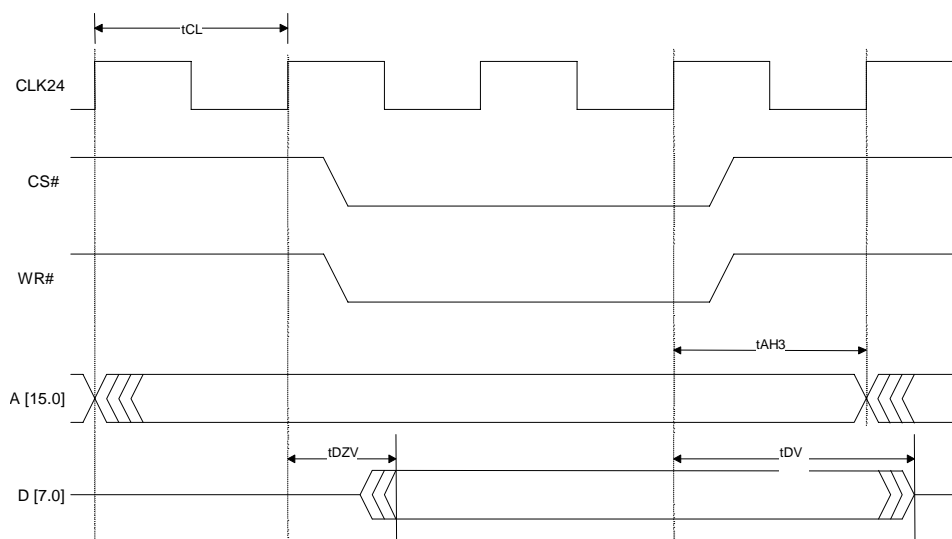 tCL
CLK24
CS#
WR#
tAH3
A [15.0]
tDZV
tDV
D [7.0]